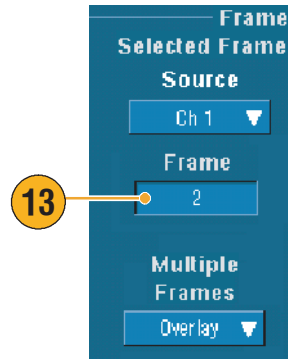 Frame
Selected Frame
Source
Ch 1
Frame
13
2
Multiple
Frames
Overlay